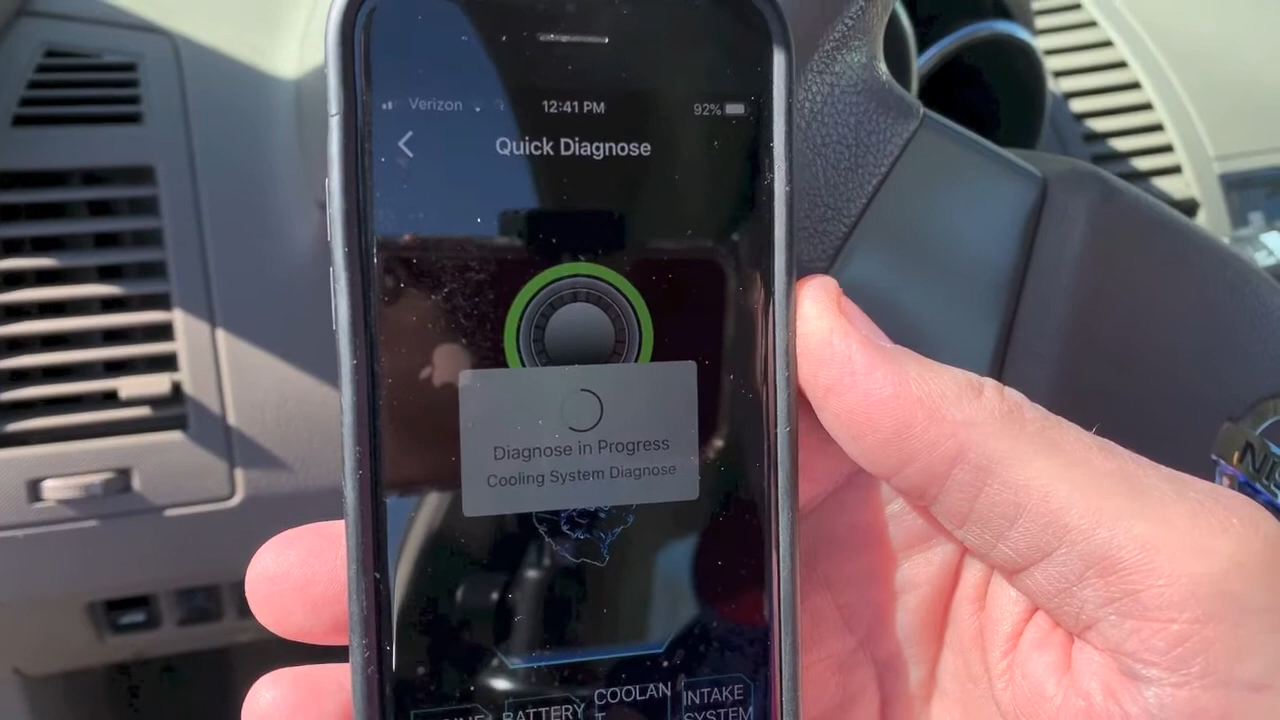 Verizon
12:41 PM
92%
Quick Diagnose
Diagnose in Progress
Cooling System Diagnose
BATTERY
COOLAN
T
INTAKE
SYSTEM